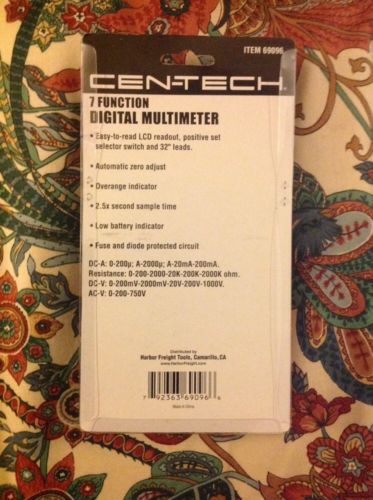 ITEM 69096
CEN-TECH
7 FUNCTION
DIGITAL MULTIMETER
• Easy-to-read LCD readout, positive set
selector switch and 32" leads.
• Automatic zero adjust
• Overange indicator
• 2.5x second sample time
• Low battery indicator
• Fuse and diode protected circuit
DC-A: 0-200µ; A-2000µ; A-20mA-200mA.
Resistance: 0-200-2000-20K-200K-2000K ohm.
DC-V: 0-200mV-2000mV-20V-200V-1000V.
AC-V: 0-200-750V
Distributed by
Harbor Freight Tools, Camarillo, CA
www.HarborFreight.com
7 92363 69096 6
Made in China